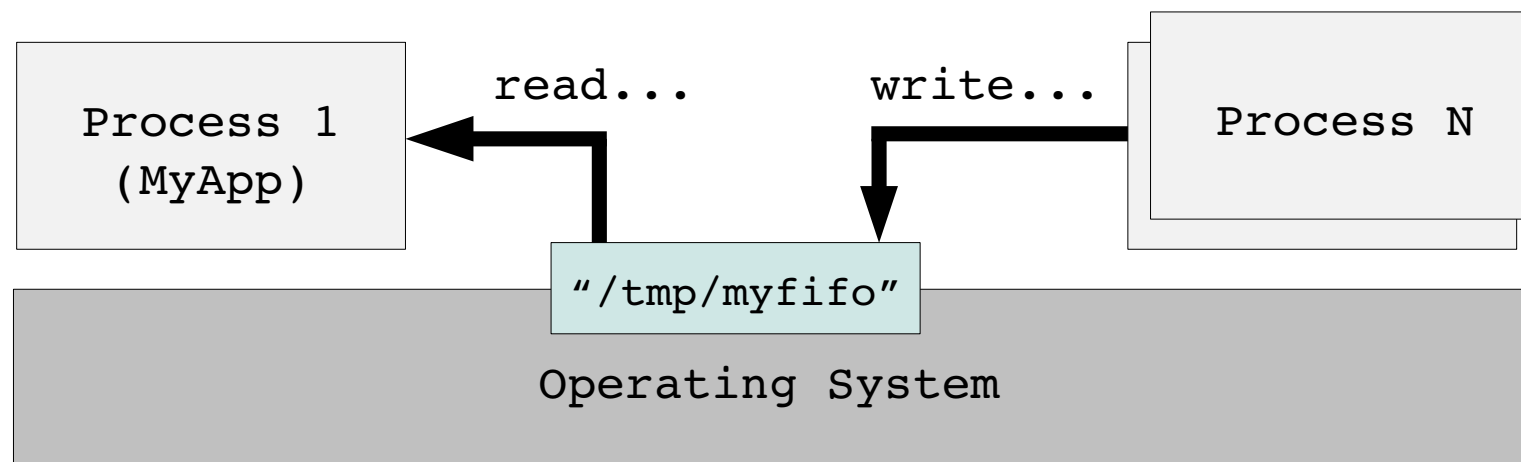 read...
write...
Process 1
(MyApp)
Process N
“/tmp/myfifo”
Operating System